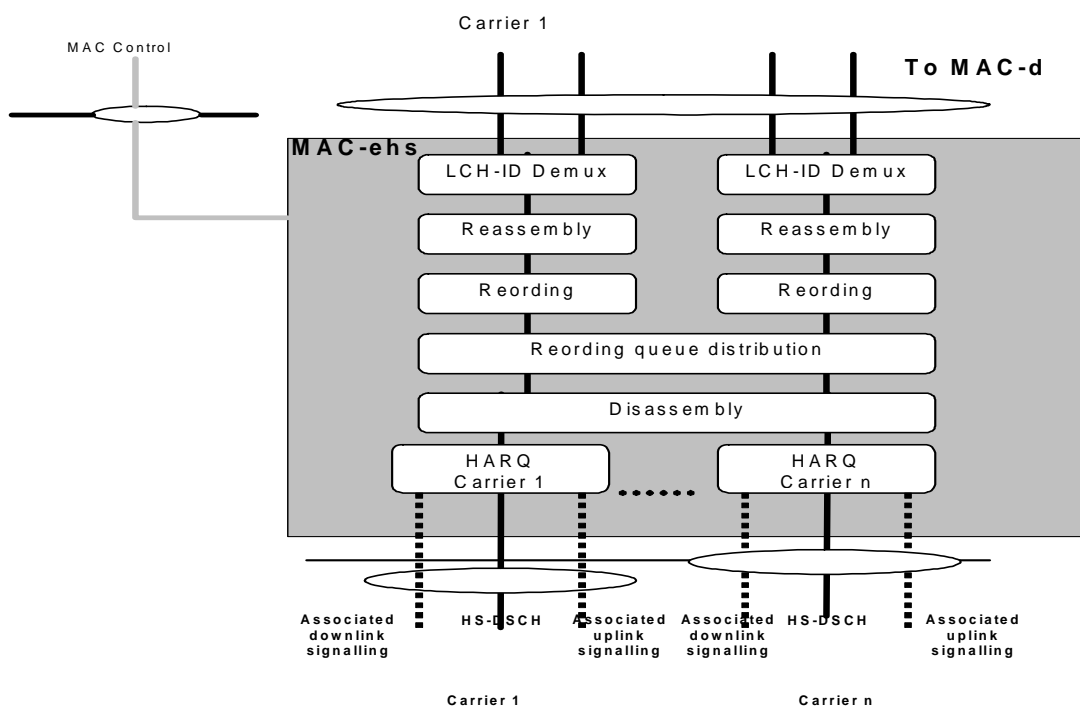 Carrier 1
MAC Control
To MAC-d
MAC-ehs
LCH-ID Demux
LCH-ID Demux
Reassembly
Reassembly
Reording
Reording
Reording queue distribution
Disassembly
HARQ
Carrier 1
HARQ
Carrier n
Associated
downlink
signalling
HS-DSCH
Associated
uplink
signalling
Associated
downlink
signalling
HS-DSCH
Associated
uplink
signalling
Carrier 1
Carrier n